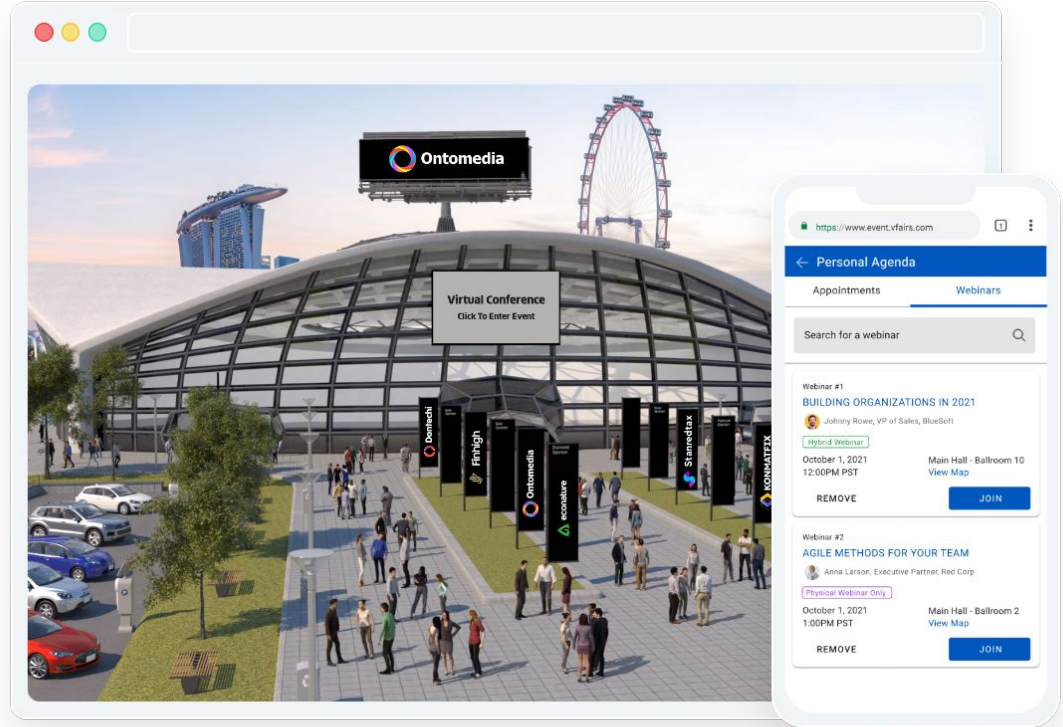 Ontomedia
Virtual Conference
Click To Enter Event
Dontechi
Finhigh
Ontomedia
econature
Stanredtax
KONMATFIX
https://www.event.vfairs.com
1
Personal Agenda
Appointments
Webinars
Search for a webinar
Webinar #1
BUILDING ORGANIZATIONS IN 2021
Johnny Rowe, VP of Sales, BlueSoft
Hybrid Webinar
October 1, 2021
Main Hall - Ballroom 10
12:00PM PST
View Map
REMOVE
JOIN
Webinar #2
AGILE METHODS FOR YOUR TEAM
Anna Larson, Executive Partner, Red Corp
Physical Webinar Only
October 1, 2021
Main Hall - Ballroom 2
1:00PM PST
View Map
REMOVE
JOIN